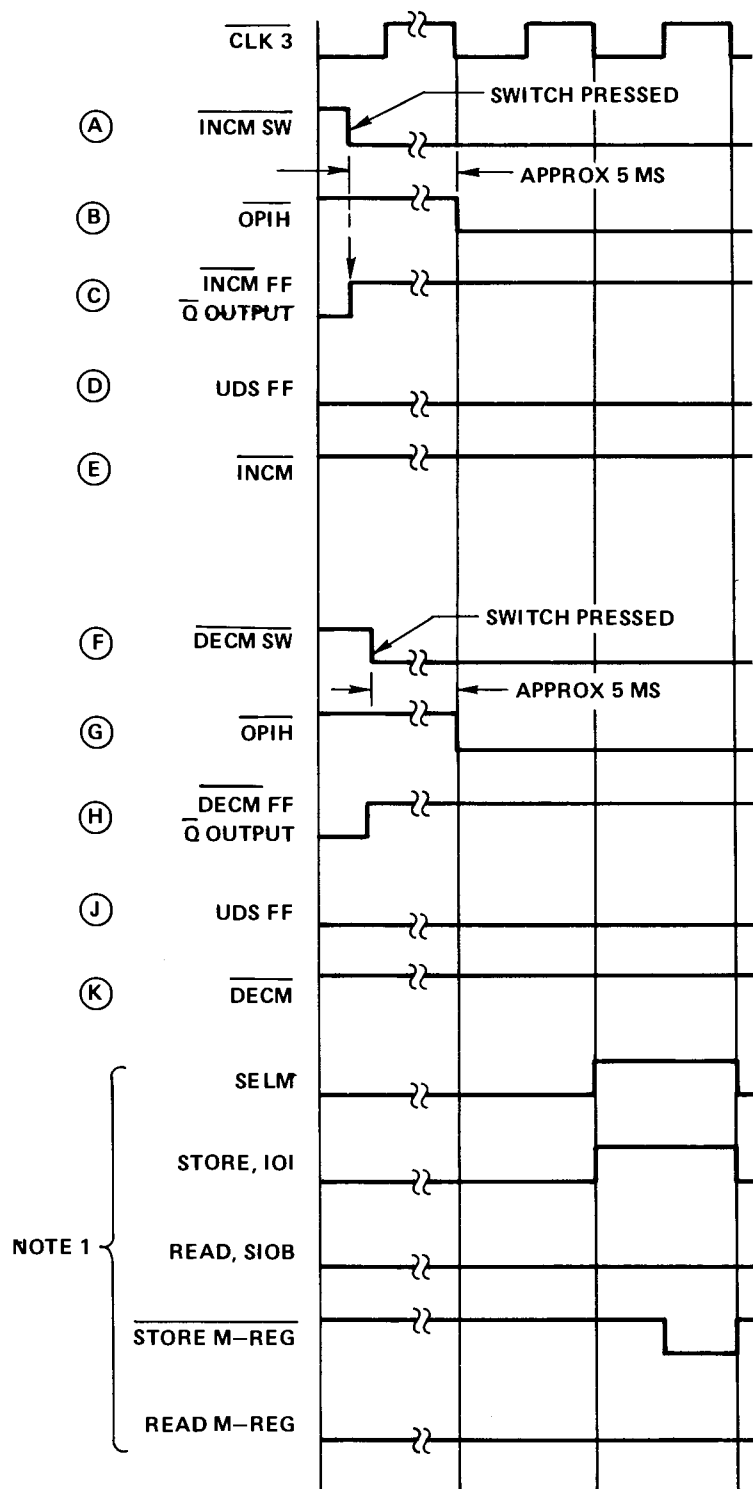 CLK 3
SWITCH PRESSED
A INCM SW
APPROX 5 MS
B OPIH
C INCM FF
Q OUTPUT
D UDS FF
E INCM
SWITCH PRESSED
F DECM SW
APPROX 5 MS
G OPIH
H DECM FF
Q OUTPUT
J UDS FF
K DECM
SELM
STORE, IOI
NOTE 1 READ, SIOB
STORE M-REG
READ M-REG